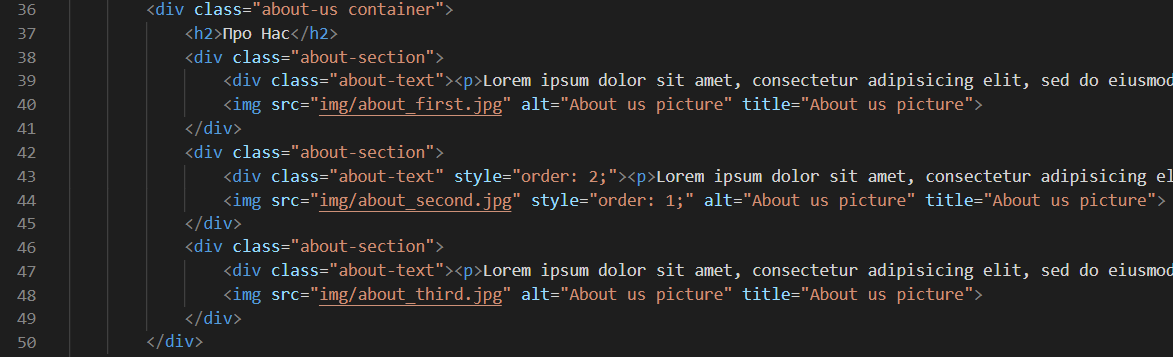 36 <div class="about-us container">
37 <h2>Про Нас</h2>
38 <div class="about-section">
39 <div class="about-text"><p>Lorem ipsum dolor sit amet, consectetur adipisicing elit, sed do eiusmod
40 <img src="img/about_first.jpg" alt="About us picture" title="About us picture">
41 </div>
42 <div class="about-section">
43 <div class="about-text" style="order: 2;"><p>Lorem ipsum dolor sit amet, consectetur adipisicing el
44 <img src="img/about_second.jpg" style="order: 1;" alt="About us picture" title="About us picture">
45 </div>
46 <div class="about-section">
47 <div class="about-text"><p>Lorem ipsum dolor sit amet, consectetur adipisicing elit, sed do eiusmod
48 <img src="img/about_third.jpg" alt="About us picture" title="About us picture">
49 </div>
50 </div>